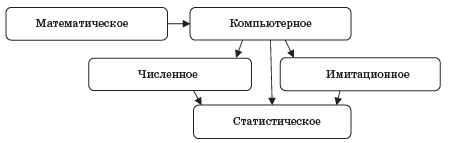 Математическое
Компьютерное
Численное
Имитационное
Статистическое